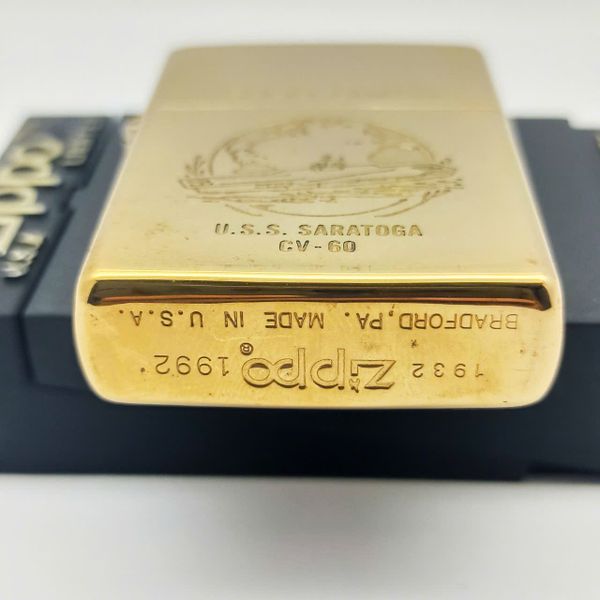 U.S.S. SARATOGA
CV-60
1932 Zippo® 1992
BRADFORD, PA. MADE IN U.S.A.